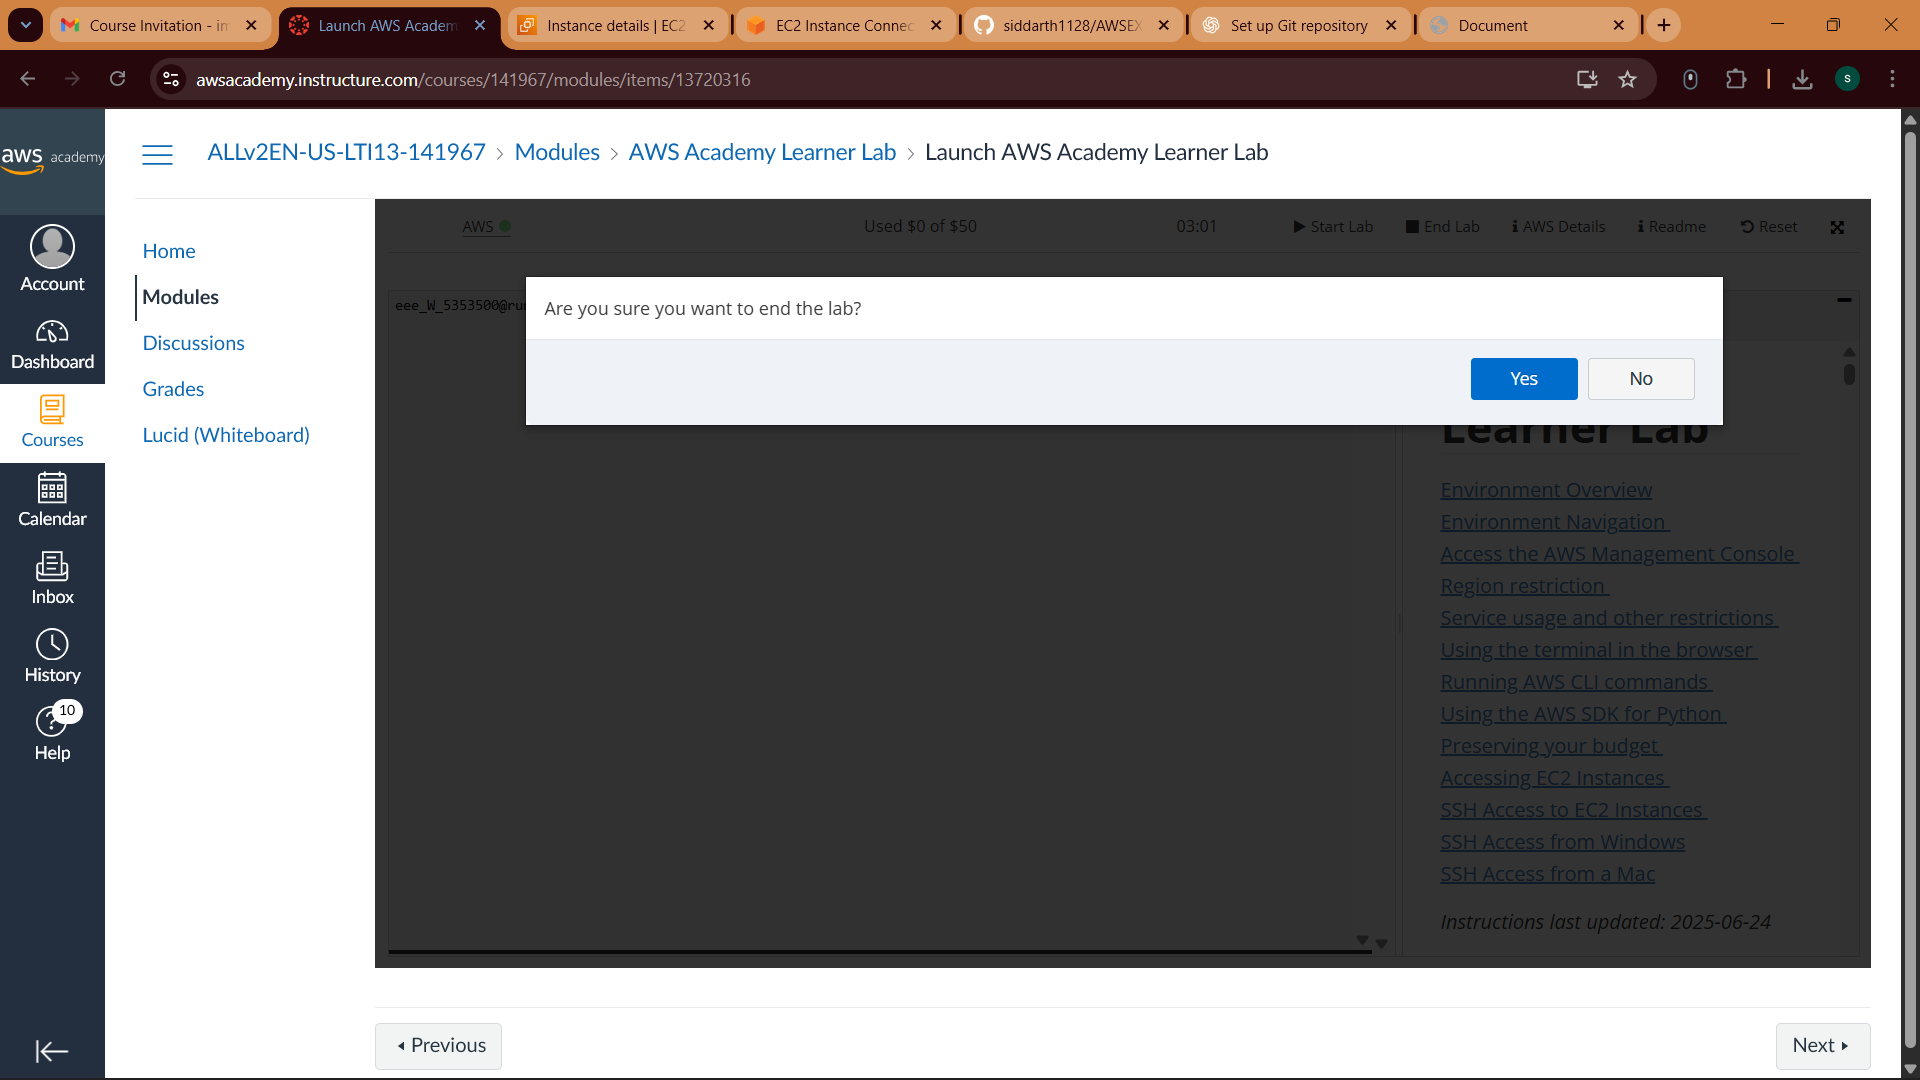 Course Invitation - in
Launch AWS Academ
Instance details | EC2
EC2 Instance Connec
siddarth1128/AWSEX
Set up Git repository
Document
awsacademy.instructure.com/courses/141967/modules/items/13720316
S
aws academy
ALLv2EN-US-LTI13-141967 > Modules > AWS Academy Learner Lab > Launch AWS Academy Learner Lab
Account
Dashboard
Courses
Calendar
Inbox
History
10
Help
Home
Modules
Discussions
Grades
Lucid (Whiteboard)
AWS
Used $0 of $50
03:01
Start Lab
End Lab
AWS Details
Readme
Reset
eee_W_5353500@ru
Are you sure you want to end the lab?
Yes
No
Learner Lab
Environment Overview
Environment Navigation
Access the AWS Management Console
Region restriction
Service usage and other restrictions
Using the terminal in the browser
Running AWS CLI commands
Using the AWS SDK for Python
Preserving your budget
Accessing EC2 Instances
SSH Access to EC2 Instances
SSH Access from Windows
SSH Access from a Mac
Instructions last updated: 2025-06-24
Previous
Next